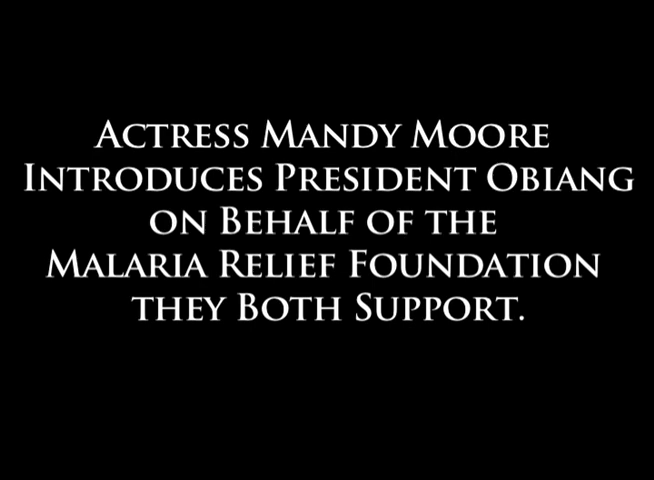 Actress Mandy Moore
Introduces President Obiang
on Behalf of the
Malaria Relief Foundation
they Both Support.